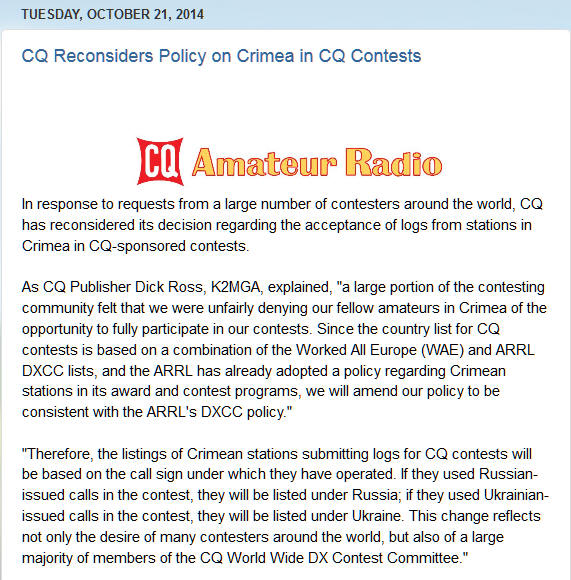 TUESDAY, OCTOBER 21, 2014
CQ Reconsiders Policy on Crimea in CQ Contests
CQ Amateur Radio
In response to requests from a large number of contesters around the world, CQ
has reconsidered its decision regarding the acceptance of logs from stations in
Crimea in CQ-sponsored contests.
As CQ Publisher Dick Ross, K2MGA, explained, "a large portion of the contesting
community felt that we were unfairly denying our fellow amateurs in Crimea of the
opportunity to fully participate in our contests. Since the country list for CQ
contests is based on a combination of the Worked All Europe (WAE) and ARRL
DXCC lists, and the ARRL has already adopted a policy regarding Crimean
stations in its award and contest programs, we will amend our policy to be
consistent with the ARRL's DXCC policy."
"Therefore, the listings of Crimean stations submitting logs for CQ contests will
be based on the call sign under which they have operated. If they used Russian-
issued calls in the contest, they will be listed under Russia; if they used Ukrainian-
issued calls in the contest, they will be listed under Ukraine. This change reflects
not only the desire of many contesters around the world, but also of a large
majority of members of the CQ World Wide DX Contest Committee."